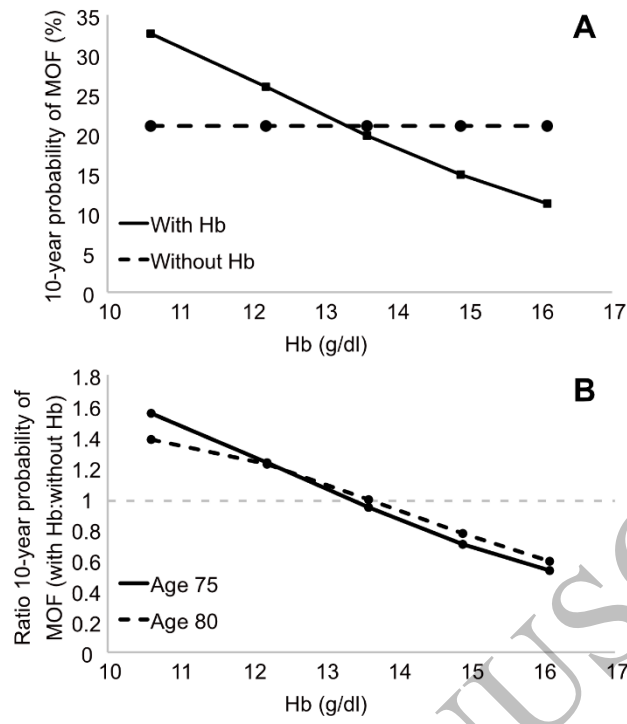 A
10-year probability of MOF (%)
35
30
25
20
15
10
5
0
With Hb
Without Hb
10 11 12 13 14 15 16 17
Hb (g/dl)
B
Ratio 10-year probability of
MOF (with Hb:without Hb)
1.8
1.6
1.4
1.2
1
0.8
0.6
0.4
0.2
0
Age 75
Age 80
10 11 12 13 14 15 16 17
Hb (g/dl)
NUSC